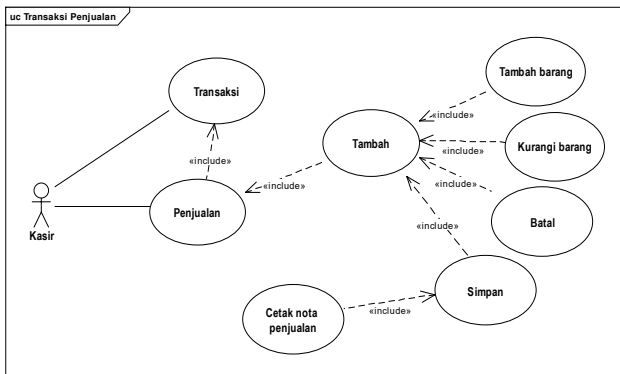 uc Transaksi Penjualan
Transaksi
Tambah barang
«include»
Tambah
«include»
Kurangi barang
«include»
«include»
Kasir
Penjualan
«include»
Batal
«include»
Simpan
Cetak nota
penjualan
«include»